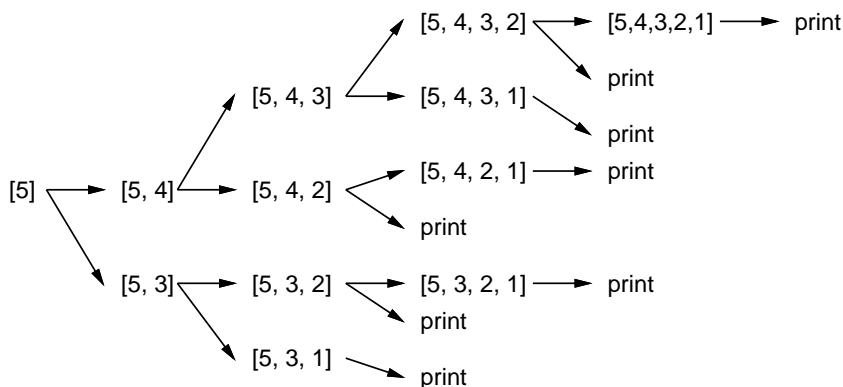 [5, 4, 3, 2] [5,4,3,2,1] print
print
[5, 4, 3] [5, 4, 3, 1]
print
[5] [5, 4] [5, 4, 2] [5, 4, 2, 1] print
print
[5, 3] [5, 3, 2] [5, 3, 2, 1] print
print
[5, 3, 1]
print